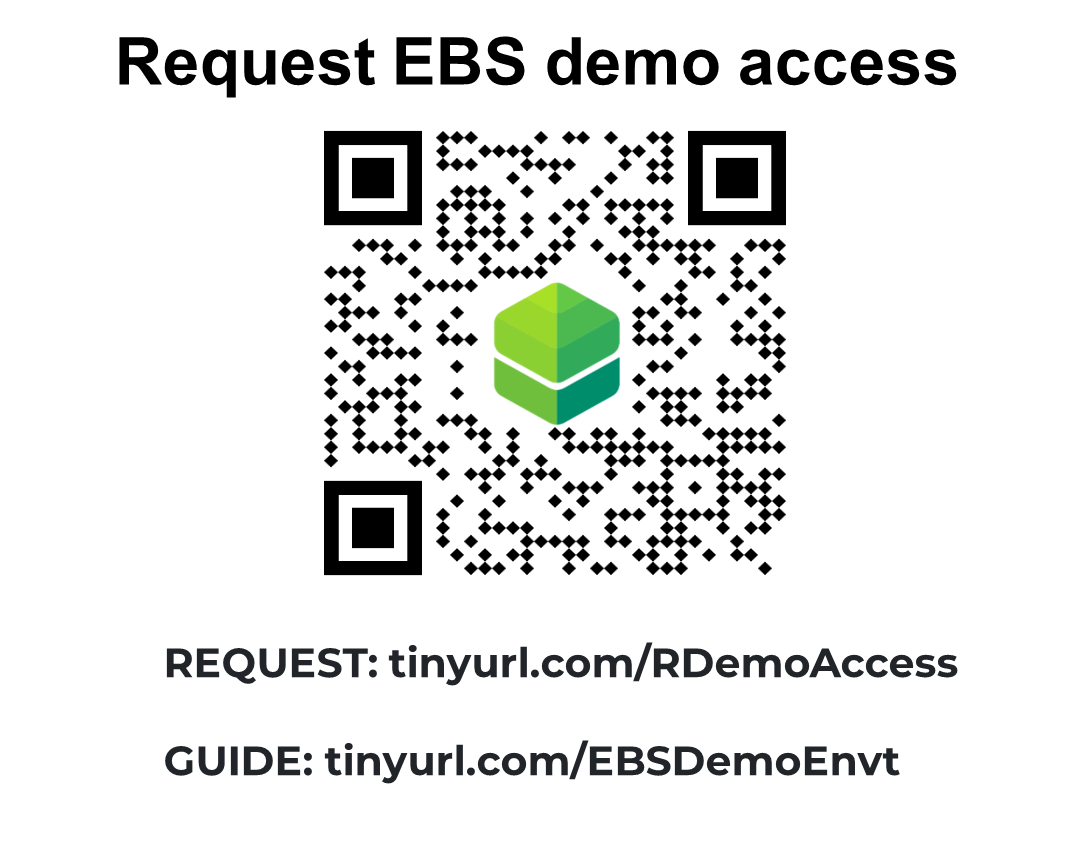 Request EBS demo access
REQUEST: tinyurl.com/RDemoAccess
GUIDE: tinyurl.com/EBSDemoEnvt